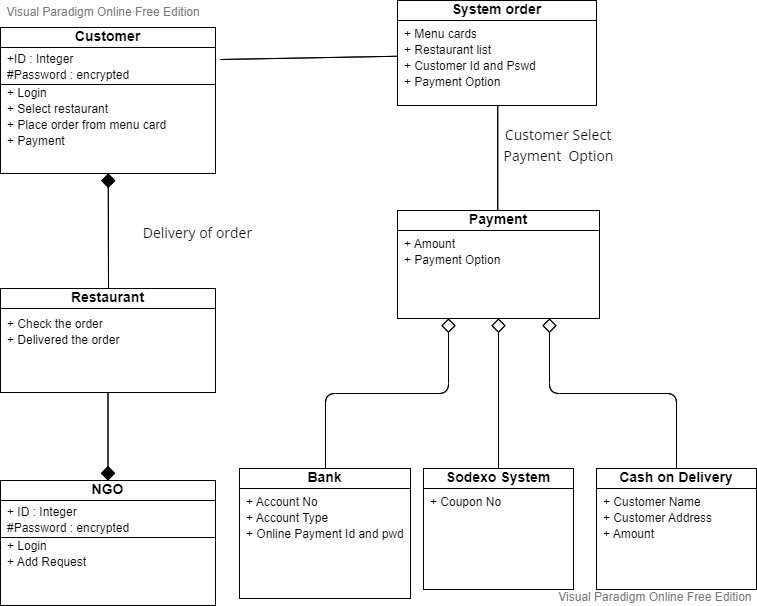 Visual Paradigm Online Free Edition
Customer
+ID : Integer
#Password : encrypted
+ Login
+ Select restaurant
+ Place order from menu card
+ Payment
System order
+ Menu cards
+ Restaurant list
+ Customer Id and Pswd
+ Payment Option
Customer Select
Payment Option
Delivery of order
Payment
+ Amount
+ Payment Option
Restaurant
+ Check the order
+ Delivered the order
NGO
+ ID : Integer
#Password : encrypted
+ Login
+ Add Request
Bank
+ Account No
+ Account Type
+ Online Payment Id and pwd
Sodexo System
+ Coupon No
Cash on Delivery
+ Customer Name
+ Customer Address
+ Amount
Visual Paradigm Online Free Edition